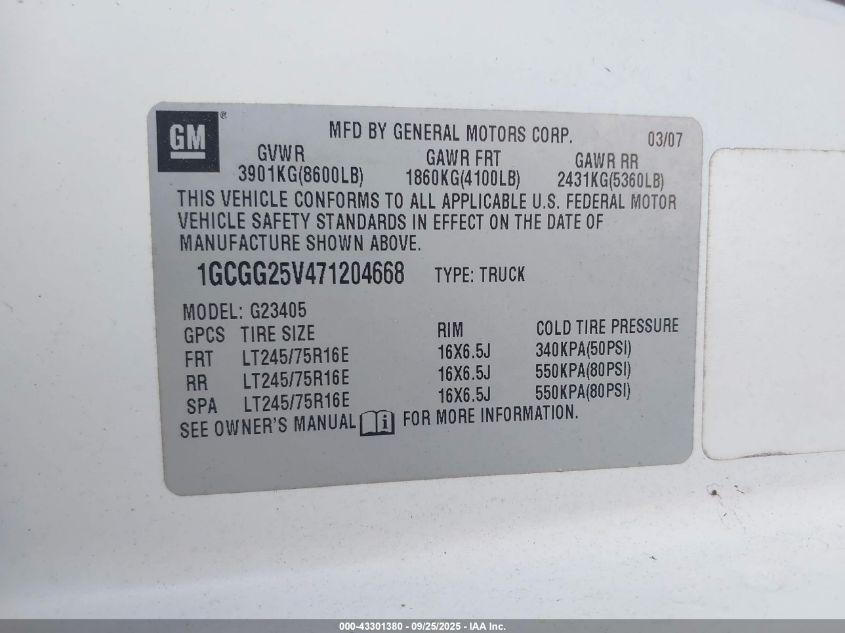 GM®
MFD BY GENERAL MOTORS CORP. 03/07
GVWR GAWR FRT GAWR RR
3901KG(8600LB) 1860KG(4100LB) 2431KG(5360LB)
THIS VEHICLE CONFORMS TO ALL APPLICABLE U.S. FEDERAL MOTOR
VEHICLE SAFETY STANDARDS IN EFFECT ON THE DATE OF
MANUFACTURE SHOWN ABOVE.
1GCGG25V471204668 TYPE: TRUCK
MODEL: G23405
GPCS TIRE SIZE RIM COLD TIRE PRESSURE
FRT LT245/75R16E 16X6.5J 340KPA(50PSI)
RR LT245/75R16E 16X6.5J 550KPA(80PSI)
SPA LT245/75R16E 16X6.5J 550KPA(80PSI)
SEE OWNER'S MANUAL i FOR MORE INFORMATION.
000-43301380 - 09/25/2025 - IAA Inc.